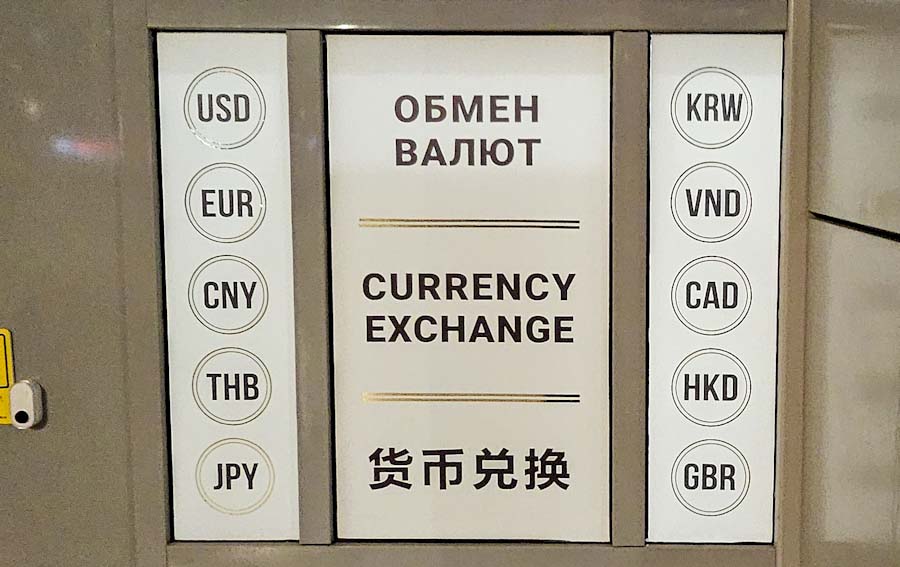 USD
EUR
CNY
THB
JPY
ОБМЕН
ВАЛЮТ
CURRENCY
EXCHANGE
货币兑换
KRW
VND
CAD
HKD
GBR